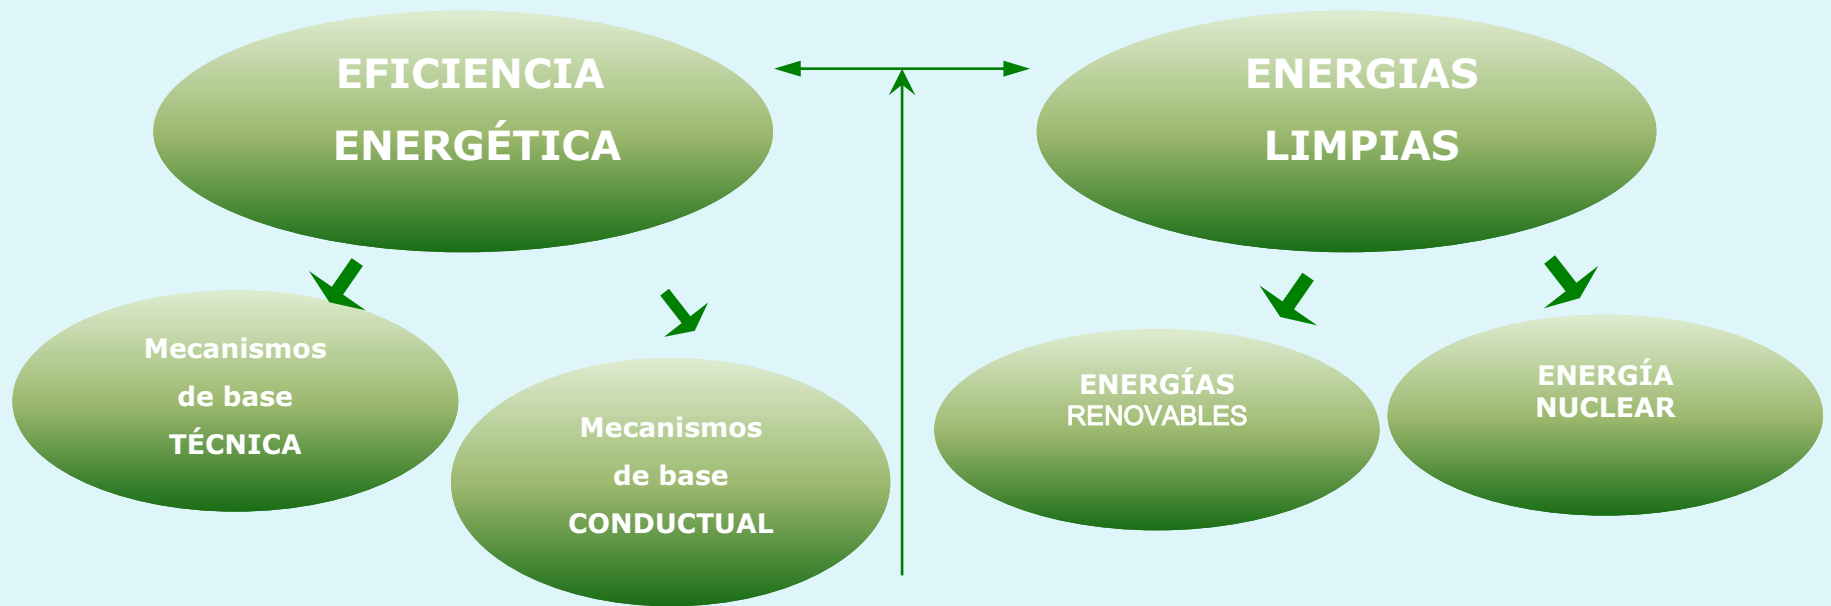 EFICIENCIA
ENERGÉTICA
ENERGIAS
LIMPIAS
Mecanismos
de base
TÉCNICA
Mecanismos
de base
CONDUCTUAL
ENERGÍAS
RENOVABLES
ENERGÍA
NUCLEAR